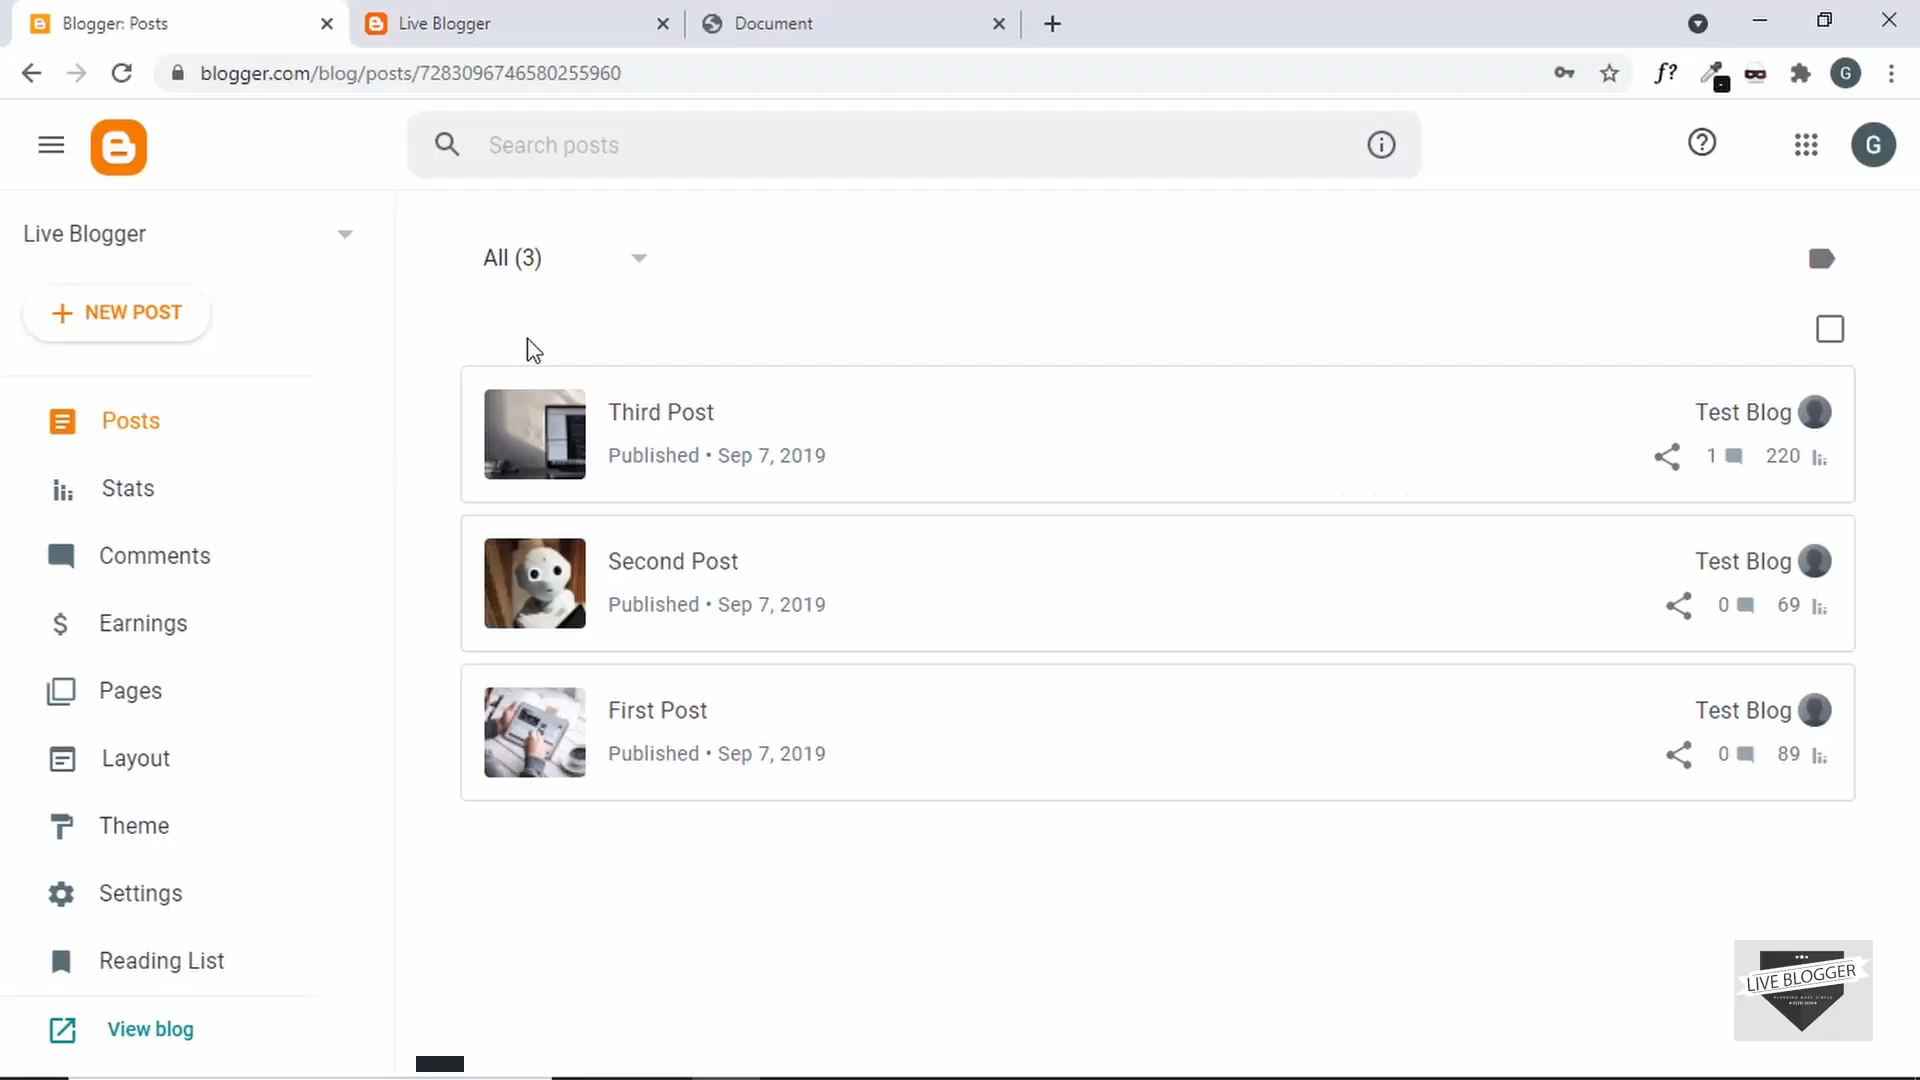 Blogger: Posts
Live Blogger
Document
blogger.com/blog/posts/7283096746580255960
f?
G
Search posts
G
Live Blogger
All (3)
NEW POST
Posts
Stats
Comments
Earnings
Pages
Layout
Theme
Settings
Reading List
View blog
Third Post
Test Blog
Published • Sep 7, 2019
1
220
Second Post
Test Blog
Published • Sep 7, 2019
0
69
First Post
Test Blog
Published • Sep 7, 2019
0
89
LIVE BLOGGER